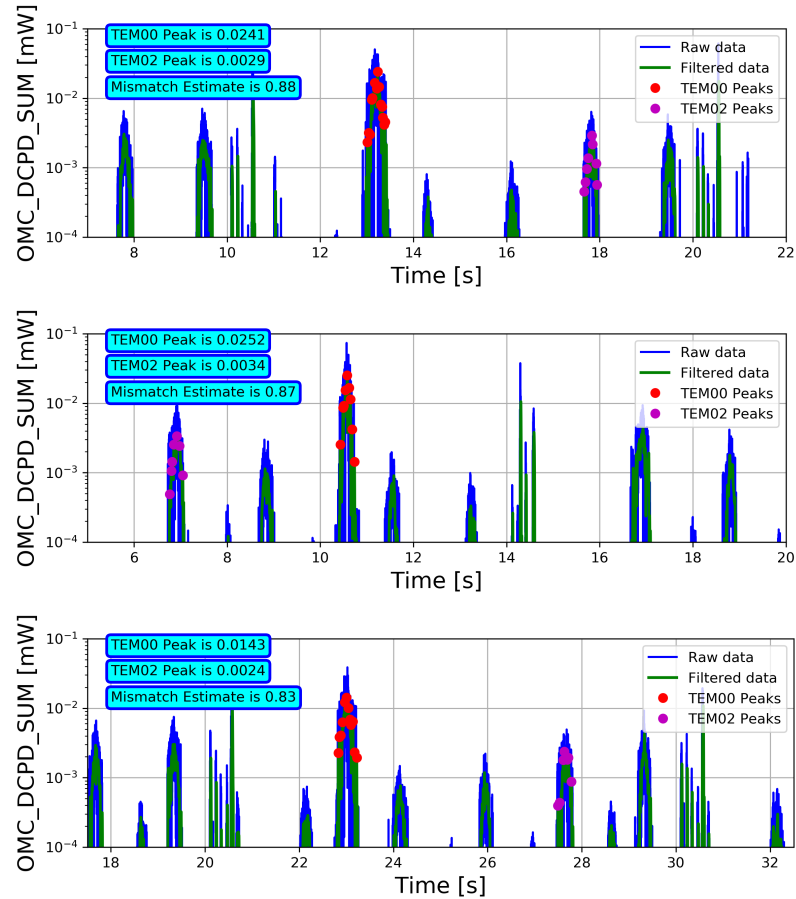 OMC_DCPD_SUM [mW]
10⁻¹
10⁻²
10⁻³
10⁻⁴
TEM00 Peak is 0.0241
TEM02 Peak is 0.0029
Mismatch Estimate is 0.88
Raw data
Filtered data
TEM00 Peaks
TEM02 Peaks
8 10 12 14 16 18 20 22
Time [s]
OMC_DCPD_SUM [mW]
10⁻¹
10⁻²
10⁻³
10⁻⁴
TEM00 Peak is 0.0252
TEM02 Peak is 0.0034
Mismatch Estimate is 0.87
Raw data
Filtered data
TEM00 Peaks
TEM02 Peaks
6 8 10 12 14 16 18 20
Time [s]
OMC_DCPD_SUM [mW]
10⁻¹
10⁻²
10⁻³
10⁻⁴
TEM00 Peak is 0.0143
TEM02 Peak is 0.0024
Mismatch Estimate is 0.83
Raw data
Filtered data
TEM00 Peaks
TEM02 Peaks
18 20 22 24 26 28 30 32
Time [s]